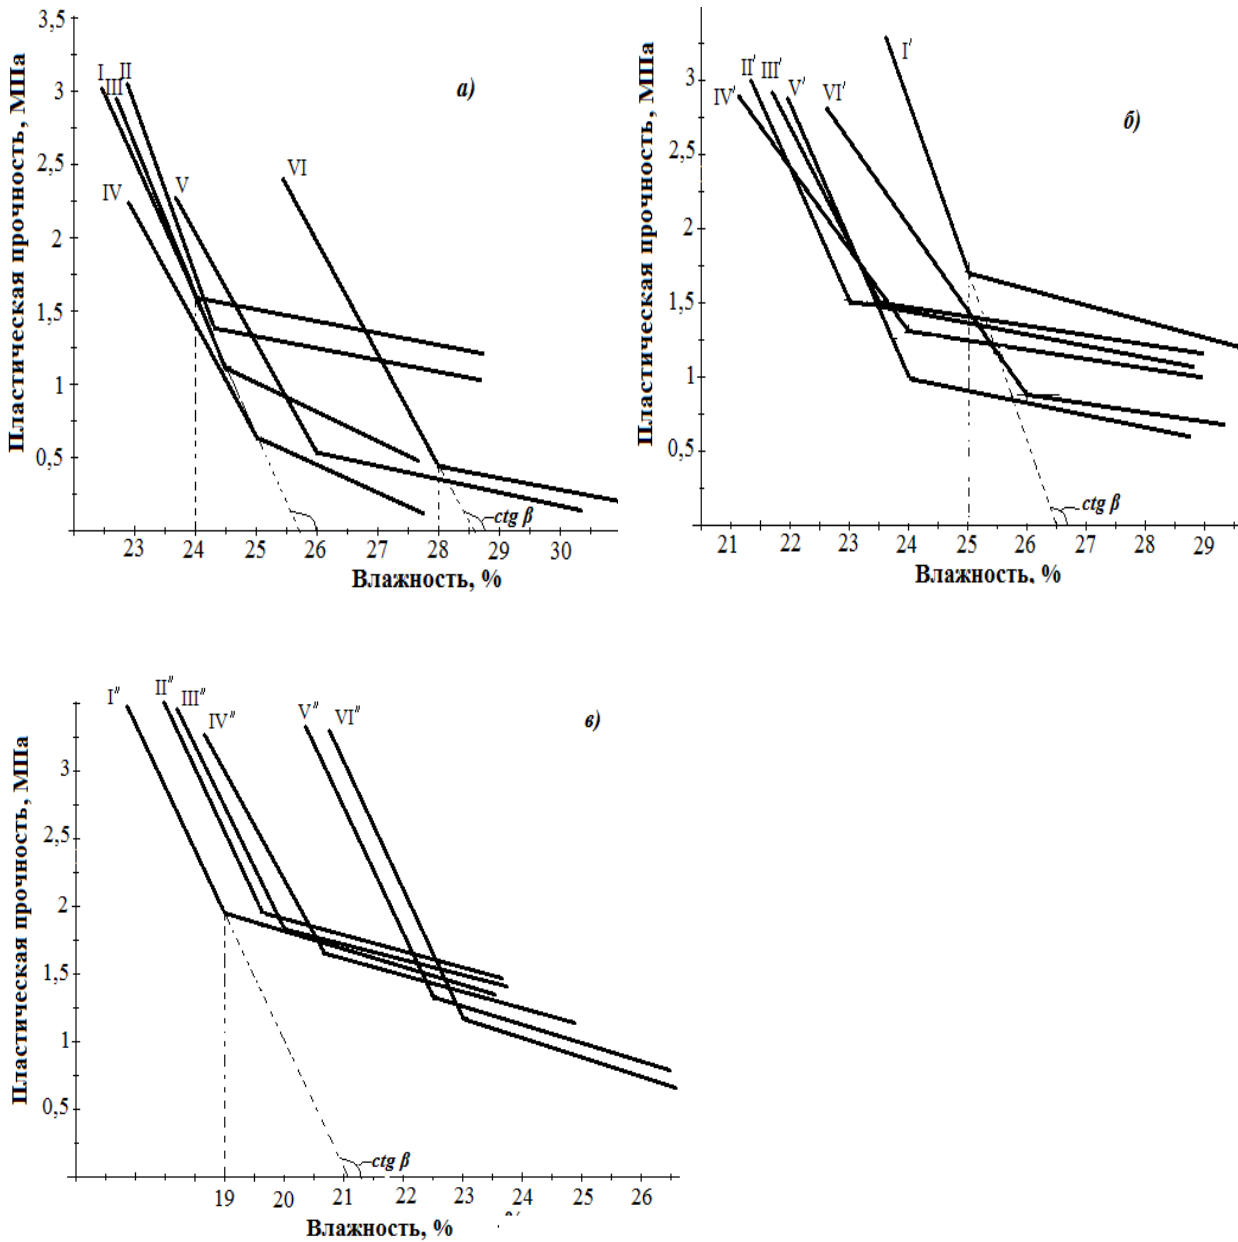 Пластическая прочность, МПа
3,5
3
2,5
2
1,5
1
0,5
I
III
II
IV
V
VI
а)
ctg β
23 24 25 26 27 28 29 30
Влажность, %
Пластическая прочность, МПа
3
2,5
2
1,5
1
0,5
I'
II'
III'
IV'
V'
VI'
б)
ctg β
21 22 23 24 25 26 27 28 29
Влажность, %
Пластическая прочность, МПа
3
2,5
2
1,5
1
0,5
I"
II"
III"
IV"
V"
VI"
в)
ctg β
19 20 21 22 23 24 25 26
Влажность, %